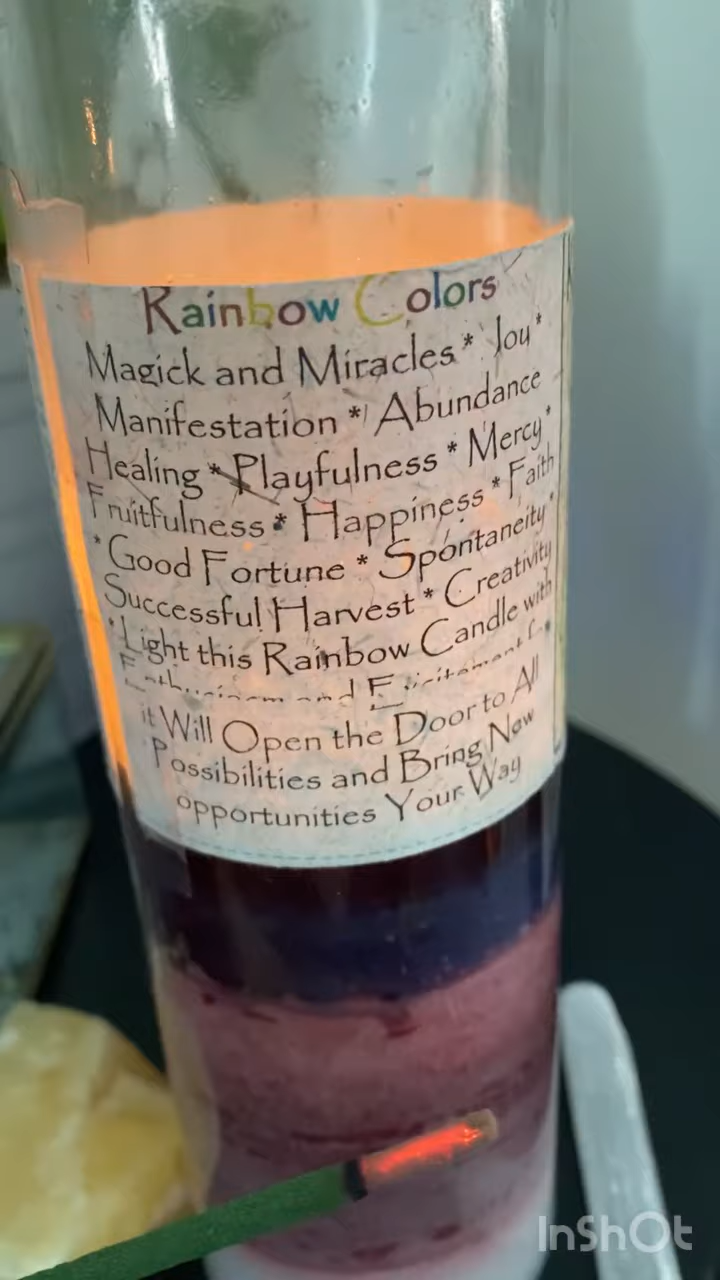 Rainbow Colors
Magick and Miracles * Joy *
Manifestation * Abundance
Healing * Playfulness * Mercy *
Fruitfulness * Happiness * Faith
* Good Fortune * Spontaneity *
Successful Harvest * Creativity
* Light this Rainbow Candle with
and
it Will Open the Door to All
Possibilities and Bring New
opportunities Your Way
InShOt